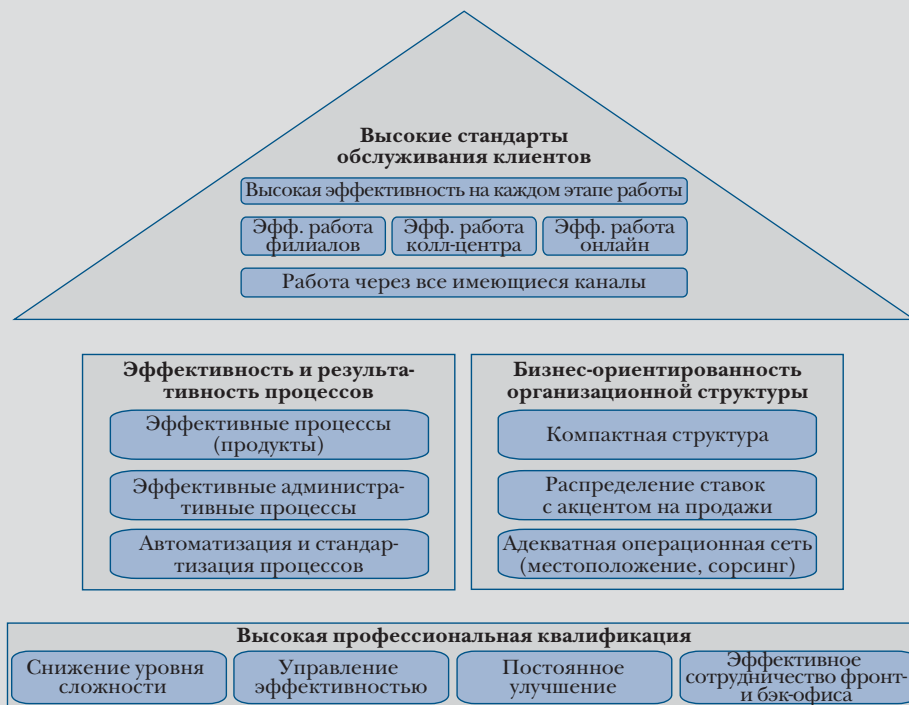 Высокие стандарты
обслуживания клиентов
Высокая эффективность на каждом этапе работы
Эфф. работа
филиалов
Эфф. работа
колл-центра
Эфф. работа
онлайн
Работа через все имеющиеся каналы
Эффективность и результа-
тивность процессов
Эффективные процессы
(продукты)
Эффективные администра-
тивные процессы
Автоматизация и стандар-
тизация процессов
Бизнес-ориентированность
организационной структуры
Компактная структура
Распределение ставок
с акцентом на продажи
Адекватная операционная сеть
(местоположение, сорсинг)
Высокая профессиональная квалификация
Снижение уровня
сложности
Управление
эффективностью
Постоянное
улучшение
Эффективное
сотрудничество фронт-
и бэк-офиса